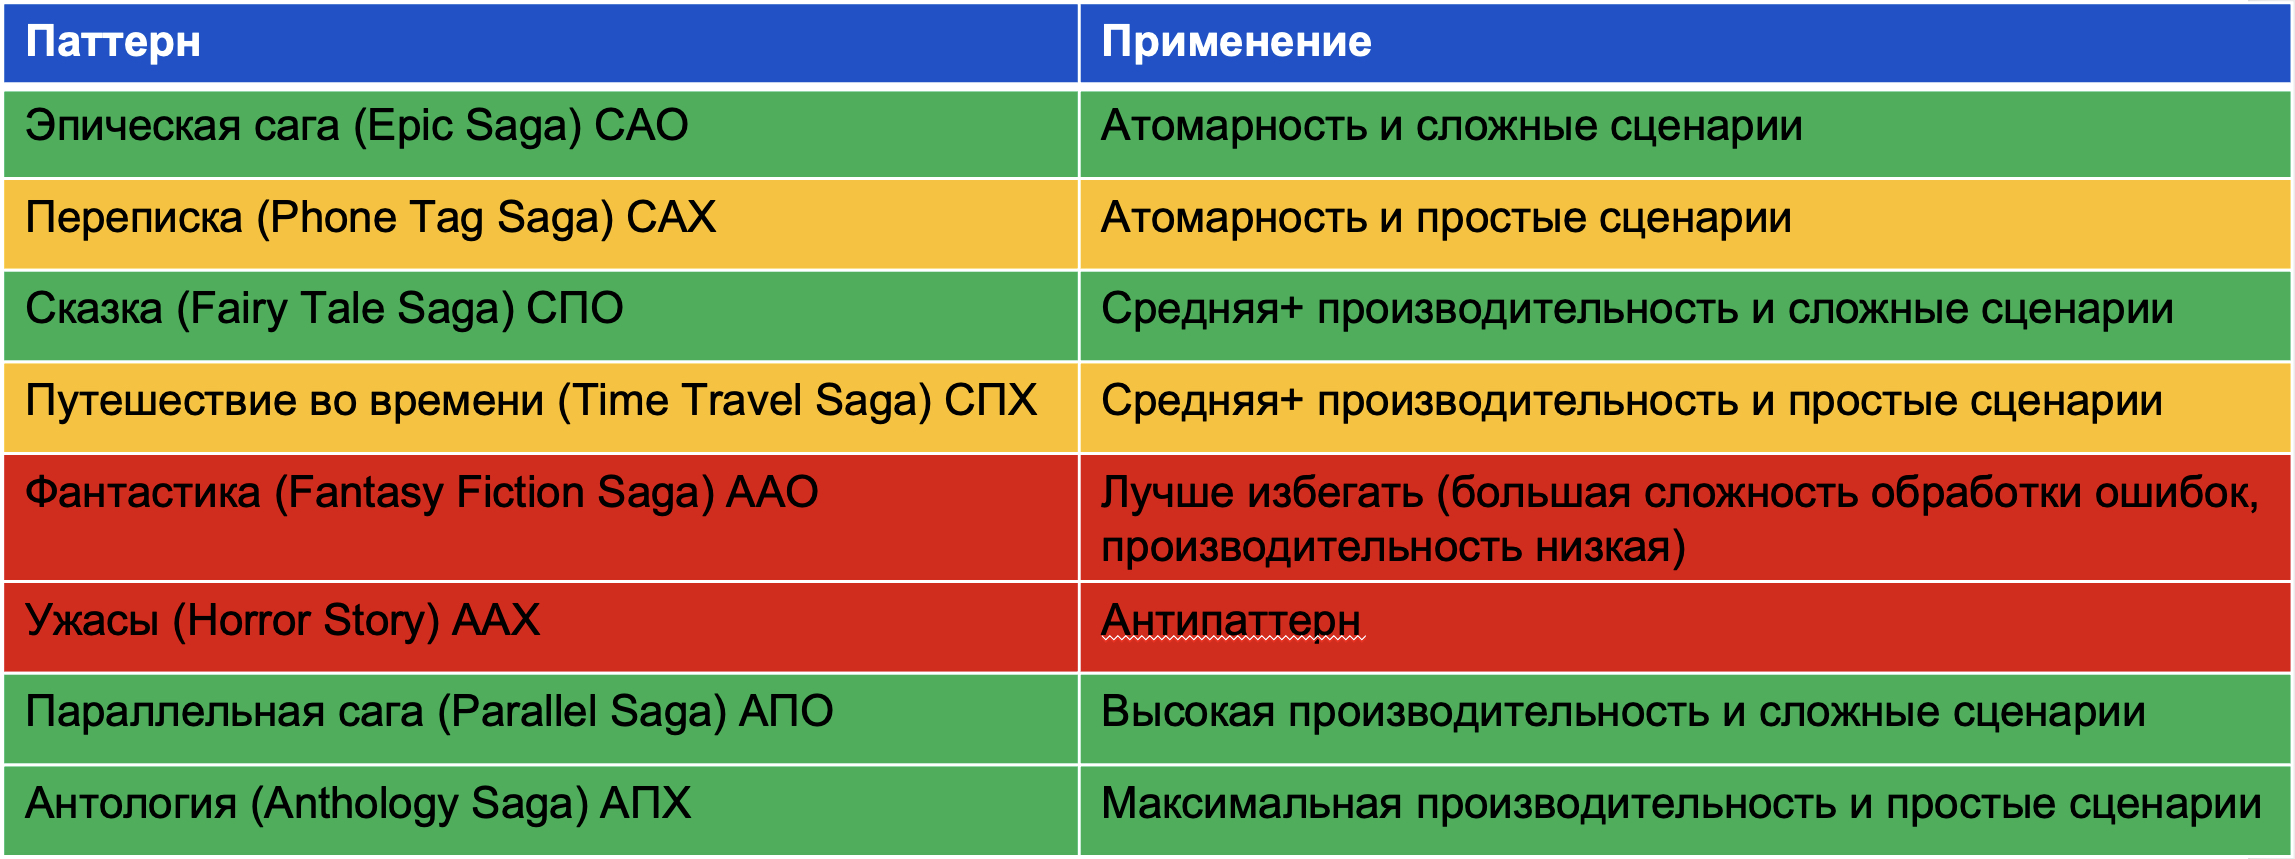 Паттерн Применение
Эпическая сага (Epic Saga) САО Атомарность и сложные сценарии
Переписка (Phone Tag Saga) САХ Атомарность и простые сценарии
Сказка (Fairy Tale Saga) СПО Средняя+ производительность и сложные сценарии
Путешествие во времени (Time Travel Saga) СПХ Средняя+ производительность и простые сценарии
Фантастика (Fantasy Fiction Saga) ААО Лучше избегать (большая сложность обработки ошибок,
производительность низкая)
Ужасы (Horror Story) ААХ Антипаттерн
Параллельная сага (Parallel Saga) АПО Высокая производительность и сложные сценарии
Антология (Anthology Saga) АПХ Максимальная производительность и простые сценарии